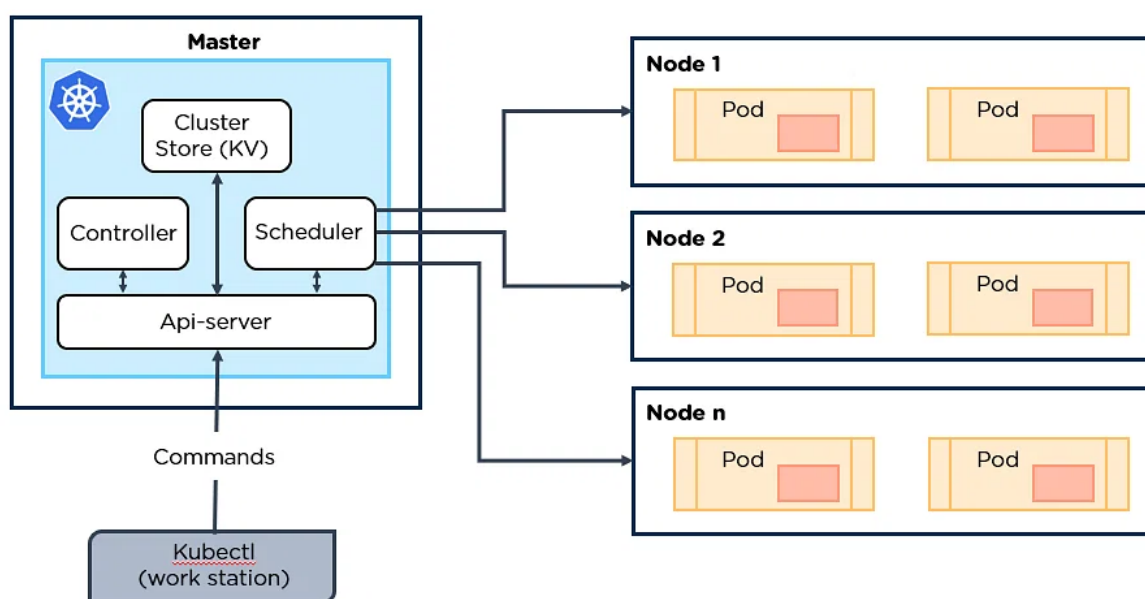 Master
Cluster
Store (KV)
Controller
Scheduler
Api-server
Commands
Kubectl
(work station)
Node 1
Pod
Pod
Node 2
Pod
Pod
Node n
Pod
Pod